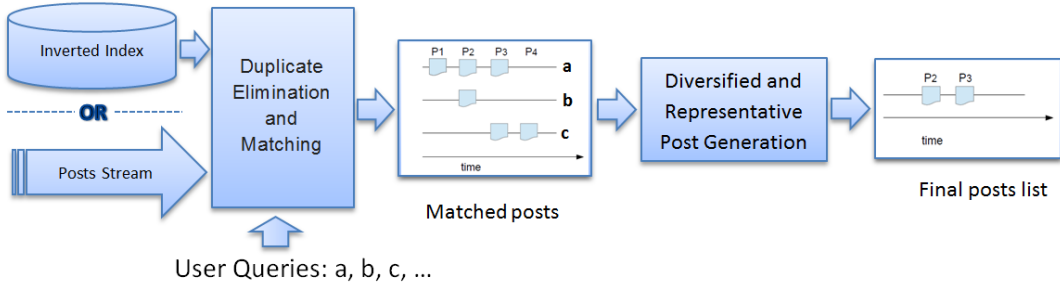 Inverted Index
OR
Posts Stream
Duplicate
Elimination
and
Matching
User Queries: a, b, c, ...
P1 P2 P3 P4
a
b
c
time
Matched posts
Diversified and
Representative
Post Generation
P2 P3
time
Final posts list